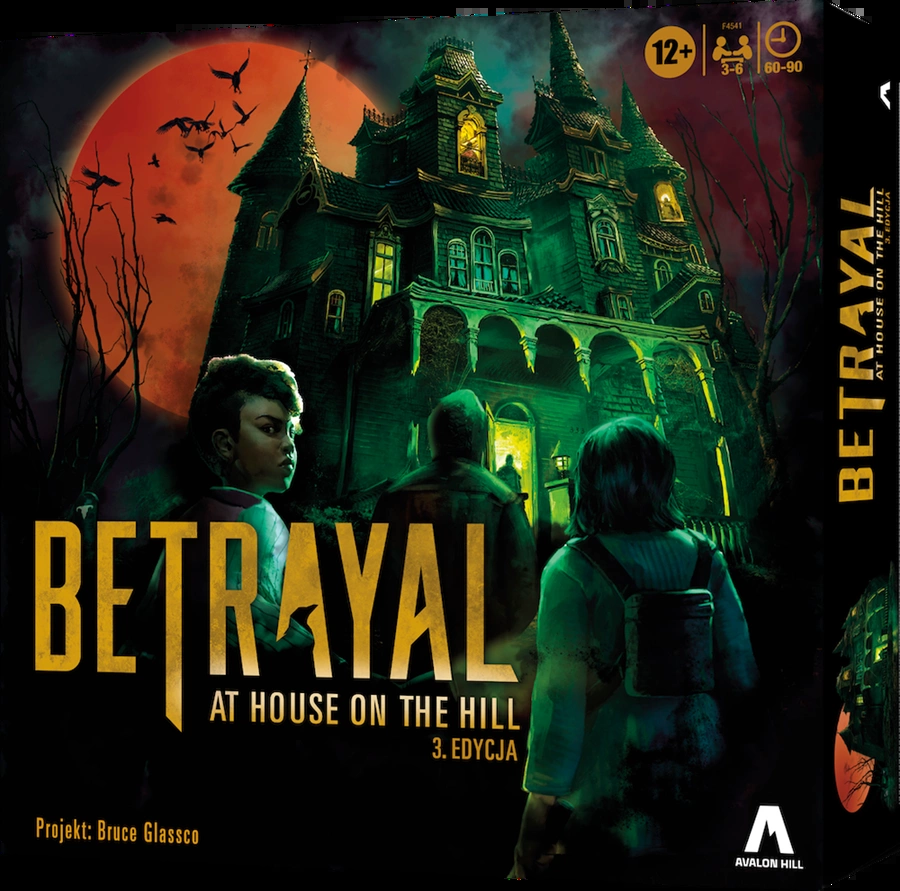 12+
F4541
3-6
60-90
BETRAYAL
AT HOUSE ON THE HILL
3. EDYCJA
Projekt: Bruce Glassco
AVALON HILL
BETRAYAL
AT HOUSE ON THE HILL
3. EDYCJA